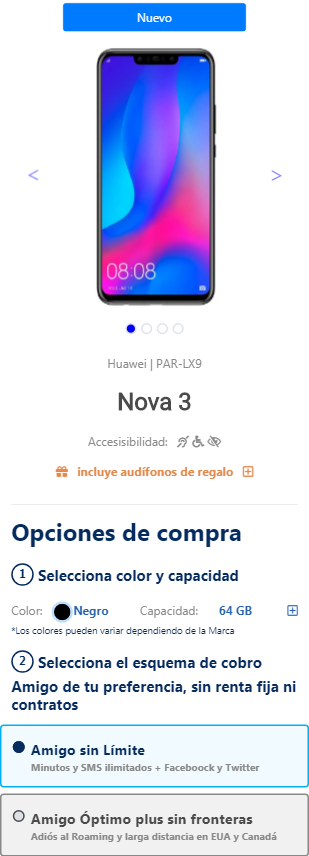 Nuevo
<
>
08:08
Huawei | PAR-LX9
Nova 3
Accesisibilidad:
incluye audífonos de regalo
Opciones de compra
1 Selecciona color y capacidad
Color: Negro Capacidad: 64 GB
*Los colores pueden variar dependiendo de la Marca
2 Selecciona el esquema de cobro
Amigo de tu preferencia, sin renta fija ni
contratos
Amigo sin Límite
Minutos y SMS ilimitados + Faceboock y Twitter
Amigo Óptimo plus sin fronteras
Adiós al Roaming y larga distancia en EUA y Canadá